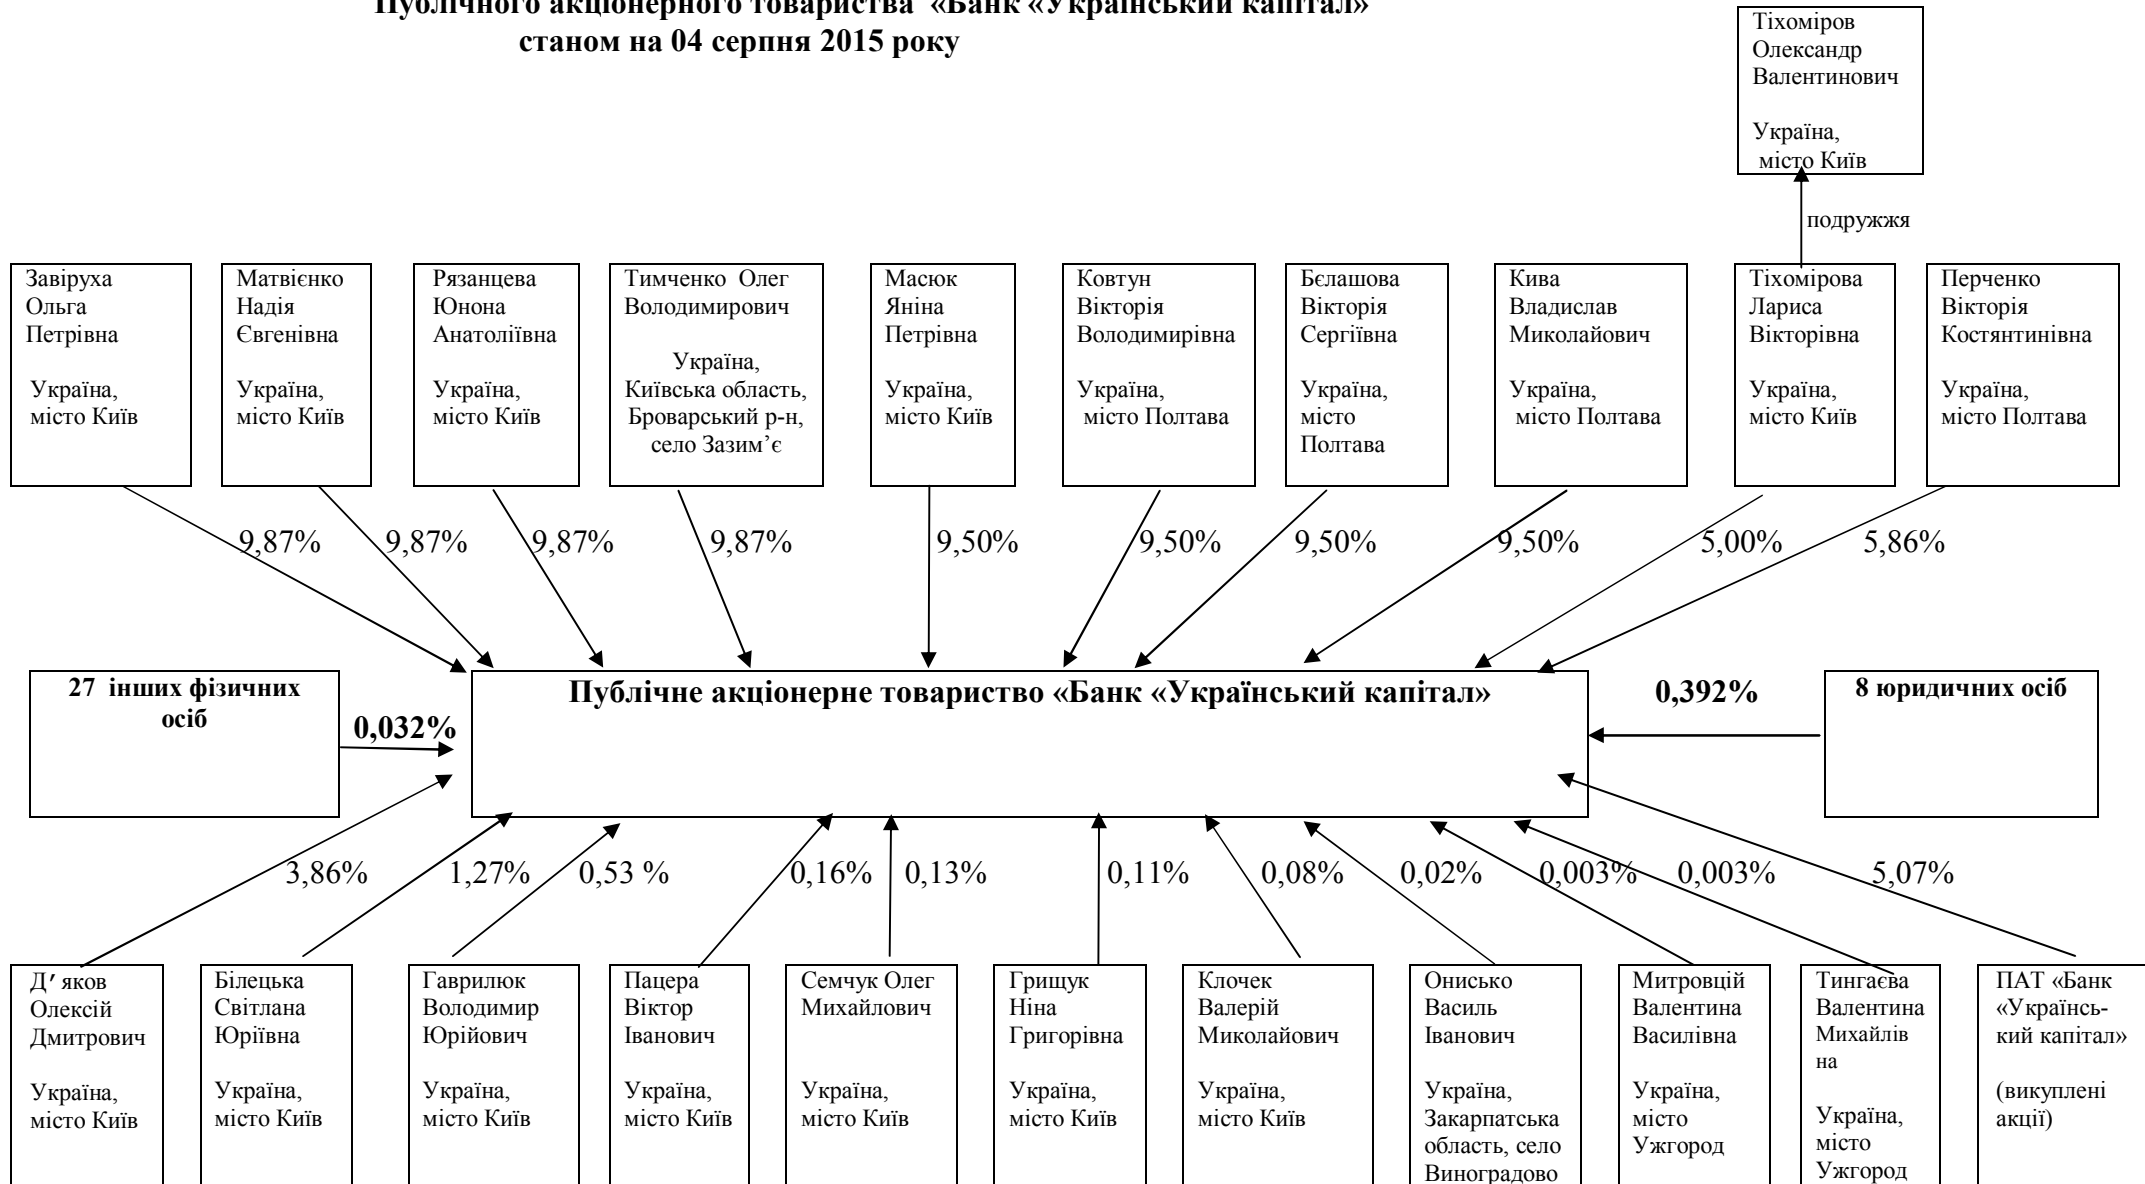 Публічного акціонерного товариства «Банк «Український капітал»
станом на 04 серпня 2015 року
Тіхоміров
Олександр
Валентинович
Україна,
місто Київ
подружжя
Завіруха
Ольга
Петрівна
Україна,
місто Київ
Матвієнко
Надія
Євгенівна
Україна,
місто Київ
Рязанцева
Юнона
Анатоліївна
Україна,
місто Київ
Тимченко Олег
Володимирович
Україна,
Київська область,
Броварський р-н,
село Зазим’є
Масюк
Яніна
Петрівна
Україна,
місто Київ
Ковтун
Вікторія
Володимирівна
Україна,
місто Полтава
Бєлашова
Вікторія
Сергіївна
Україна,
місто
Полтава
Кива
Владислав
Миколайович
Україна,
місто Полтава
Тіхомірова
Лариса
Вікторівна
Україна,
місто Київ
Перченко
Вікторія
Костянтинівна
Україна,
місто Полтава
9,87%
9,87%
9,87%
9,87%
9,50%
9,50%
9,50%
9,50%
5,00%
5,86%
27 інших фізичних
осіб
0,032%
Публічне акціонерне товариство «Банк «Український капітал»
0,392%
8 юридичних осіб
3,86%
1,27%
0,53 %
0,16%
0,13%
0,11%
0,08%
0,02%
0,003%
0,003%
5,07%
Д′ яков
Олексій
Дмитрович
Україна,
місто Київ
Білецька
Світлана
Юріївна
Україна,
місто Київ
Гаврилюк
Володимир
Юрійович
Україна,
місто Київ
Пацера
Віктор
Іванович
Україна,
місто Київ
Семчук Олег
Михайлович
Україна,
місто Київ
Грищук
Ніна
Григорівна
Україна,
місто Київ
Клочек
Валерій
Миколайович
Україна,
місто Київ
Онисько
Василь
Іванович
Україна,
Закарпатська
область, село
Виноградово
Митровцій
Валентина
Василівна
Україна,
місто
Ужгород
Тингаєва
Валентина
Михайлів
на
Україна,
місто
Ужгород
ПАТ «Банк
«Українсь-
кий капітал»
(викуплені
акції)